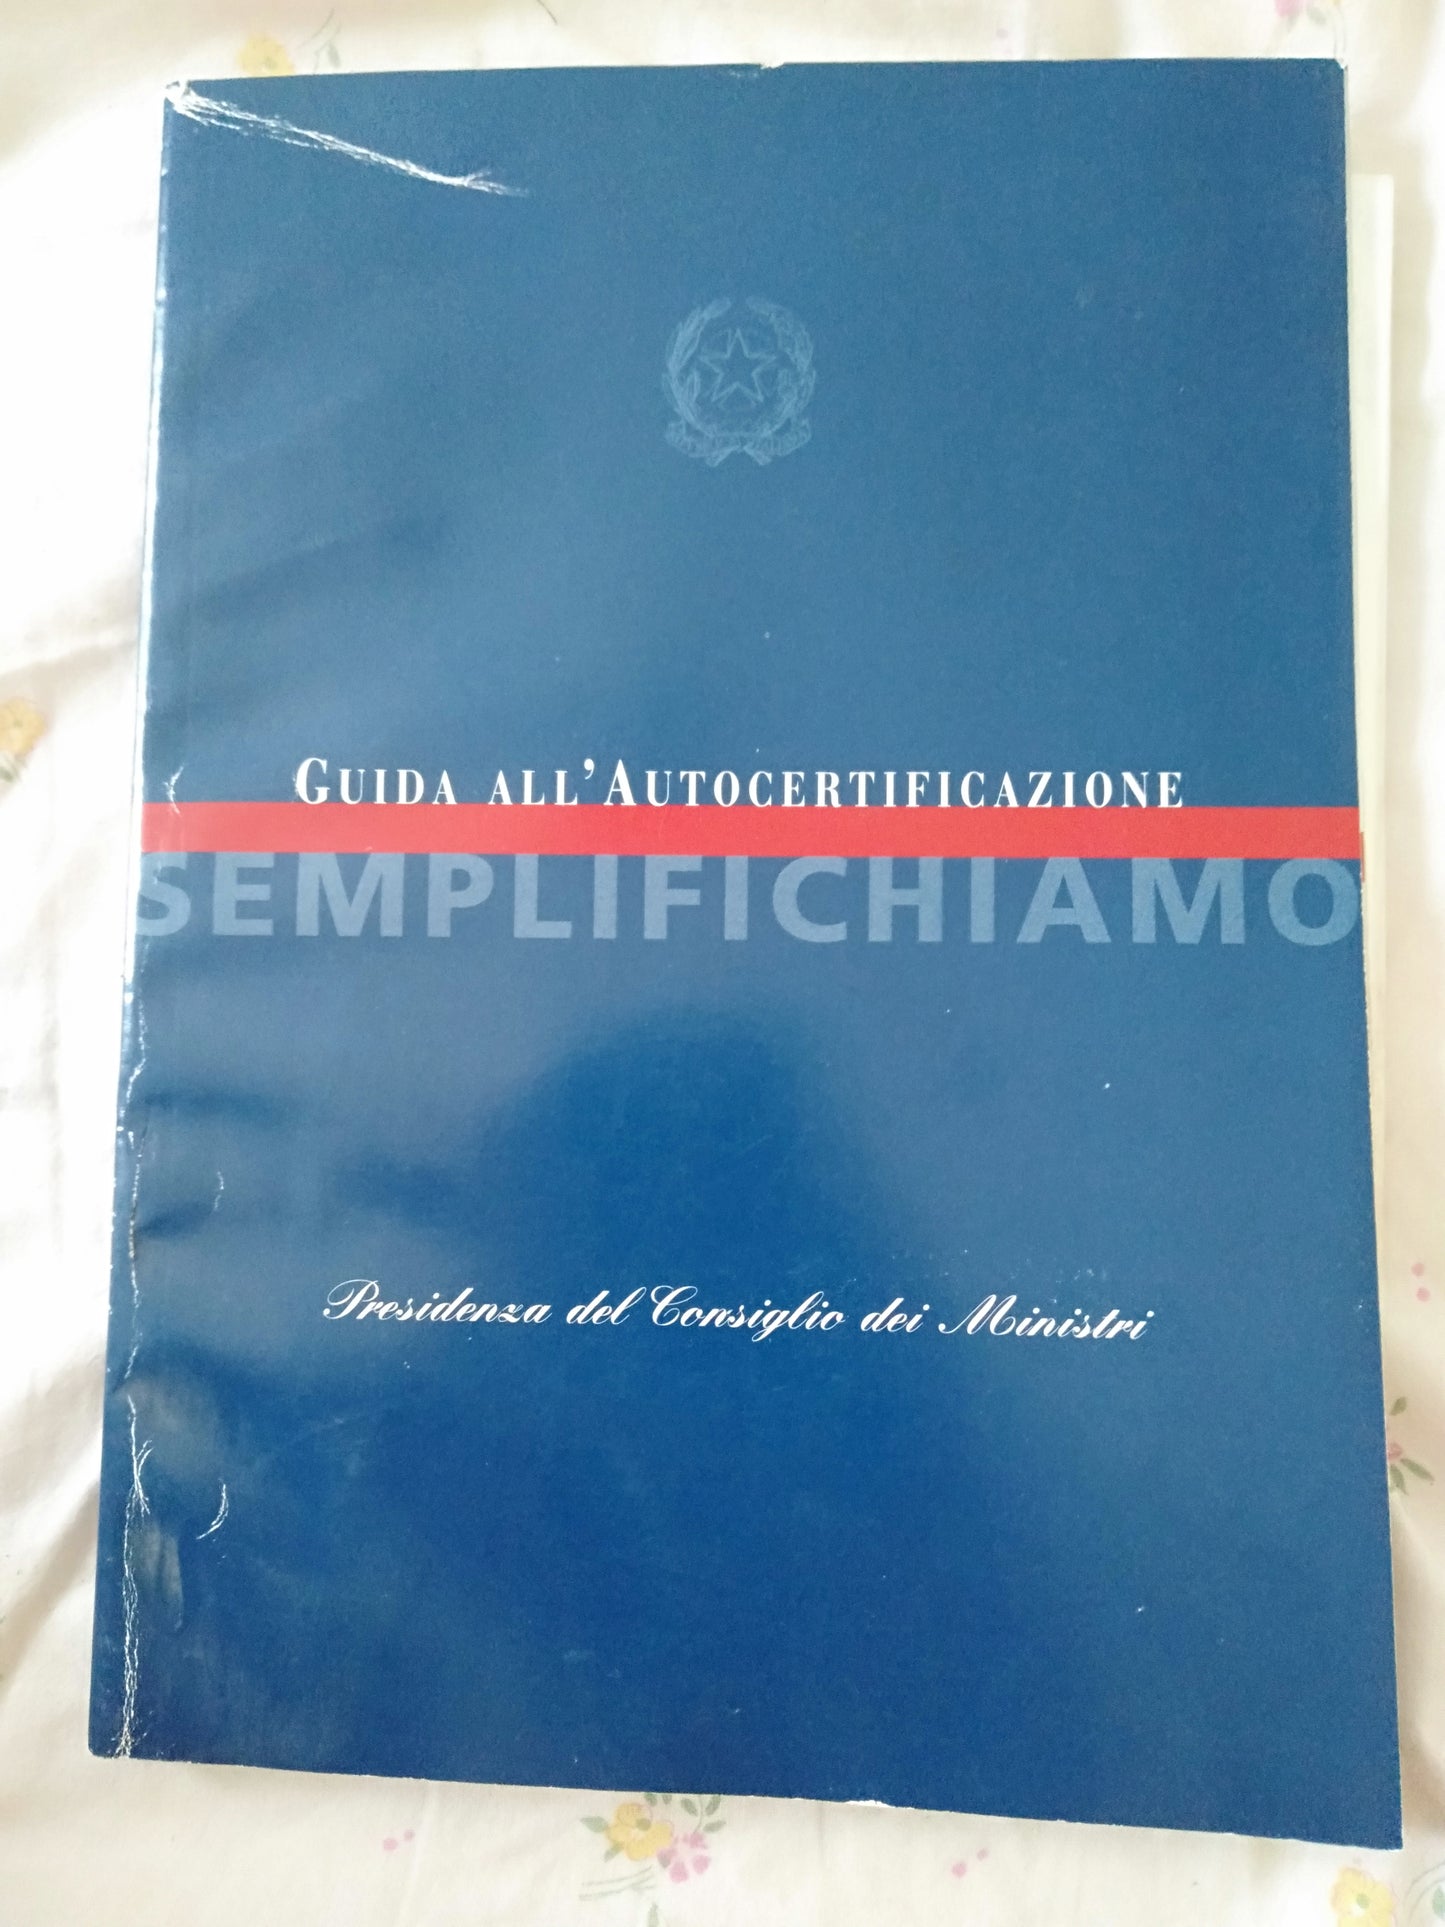 GUIDA ALL'AUTOCERTIFICAZIONE
SEMPLIFICHIAMO
Presidenza del Consiglio dei Ministri